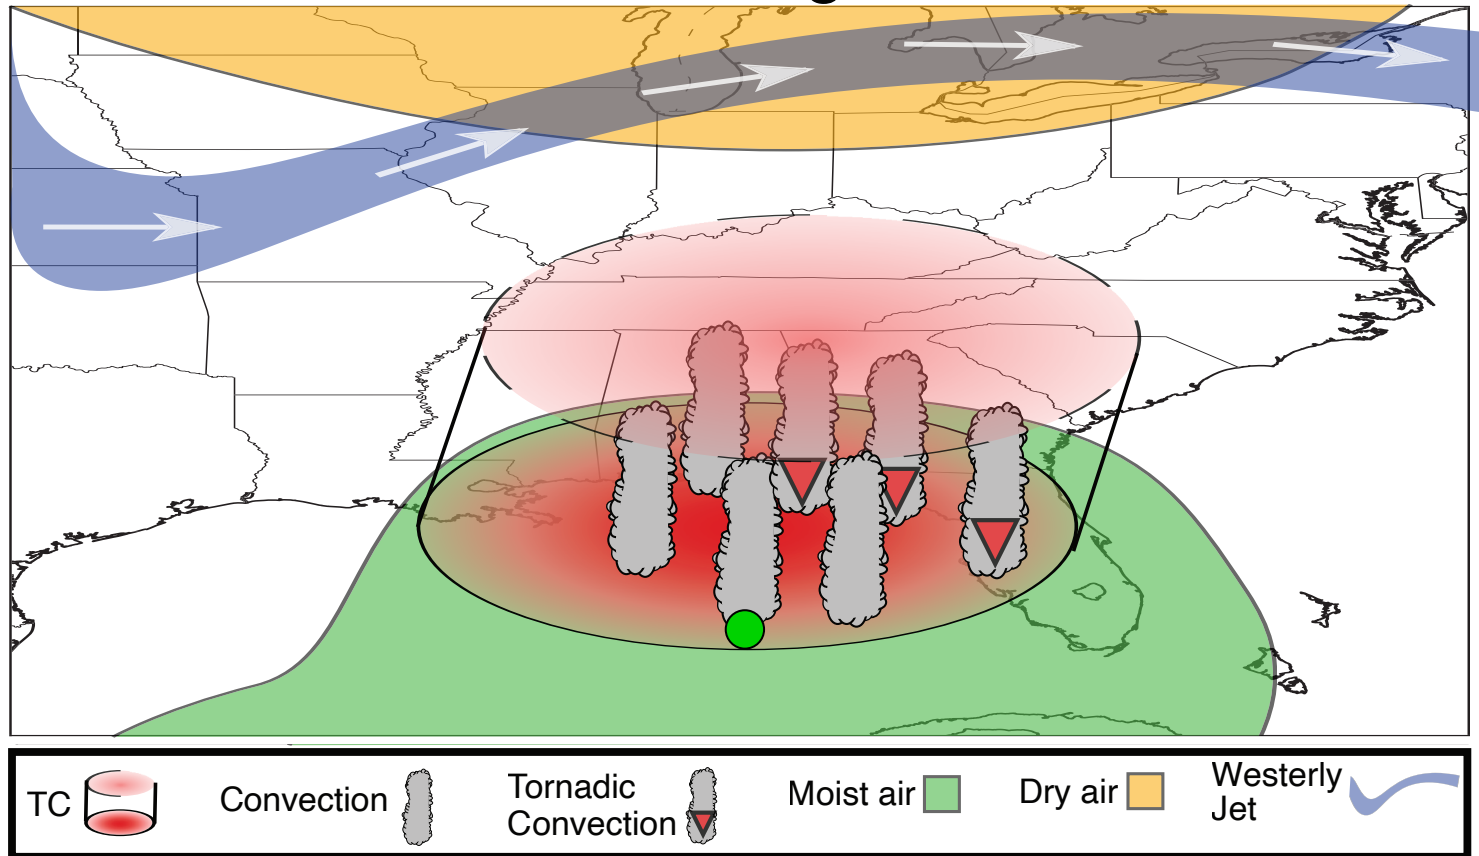 TC
Convection
Tornadic
Convection
Moist air
Dry air
Westerly
Jet